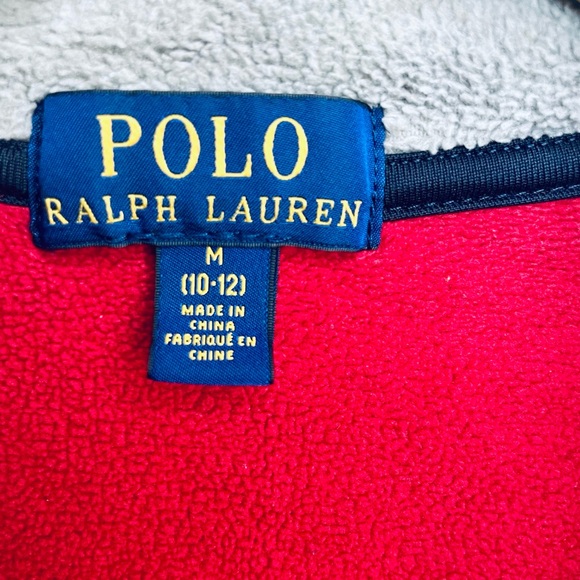 POLO
RALPH LAUREN
M
(10-12)
MADE IN
CHINA
FABRIQUÉ EN
CHINE